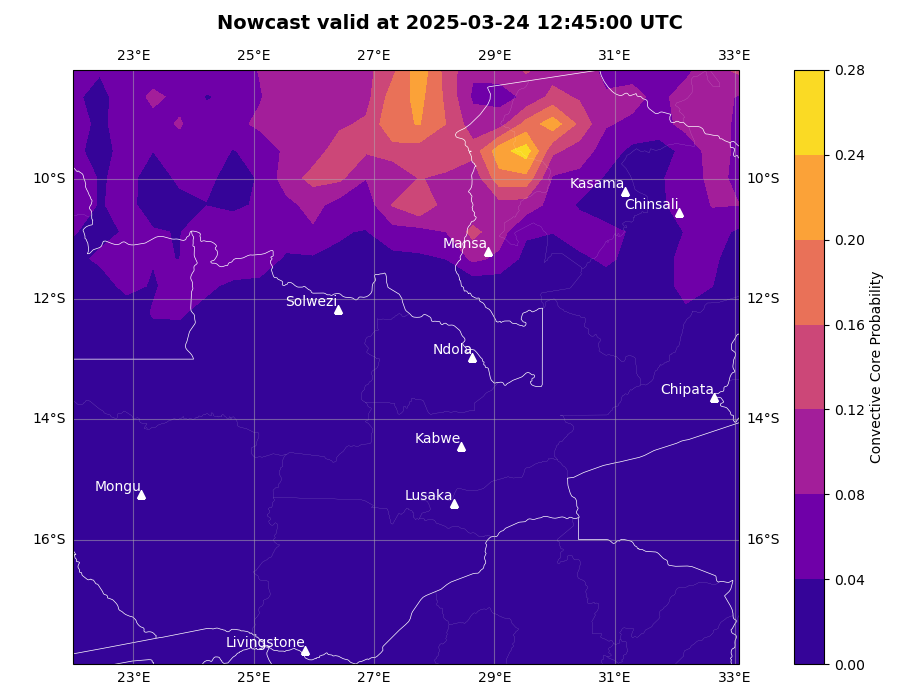 Nowcast valid at 2025-03-24 12:45:00 UTC
23°E 25°E 27°E 29°E 31°E 33°E
0.28
0.24
10°S Kasama 10°S
Chinsali
0.20
Mansa
12°S Solwezi 12°S
0.16
Ndola
Chipata
0.12
14°S 14°S
Kabwe
Mongu
Lusaka
0.08
16°S 16°S
0.04
Livingstone
0.00
23°E 25°E 27°E 29°E 31°E 33°E
Convective Core Probability